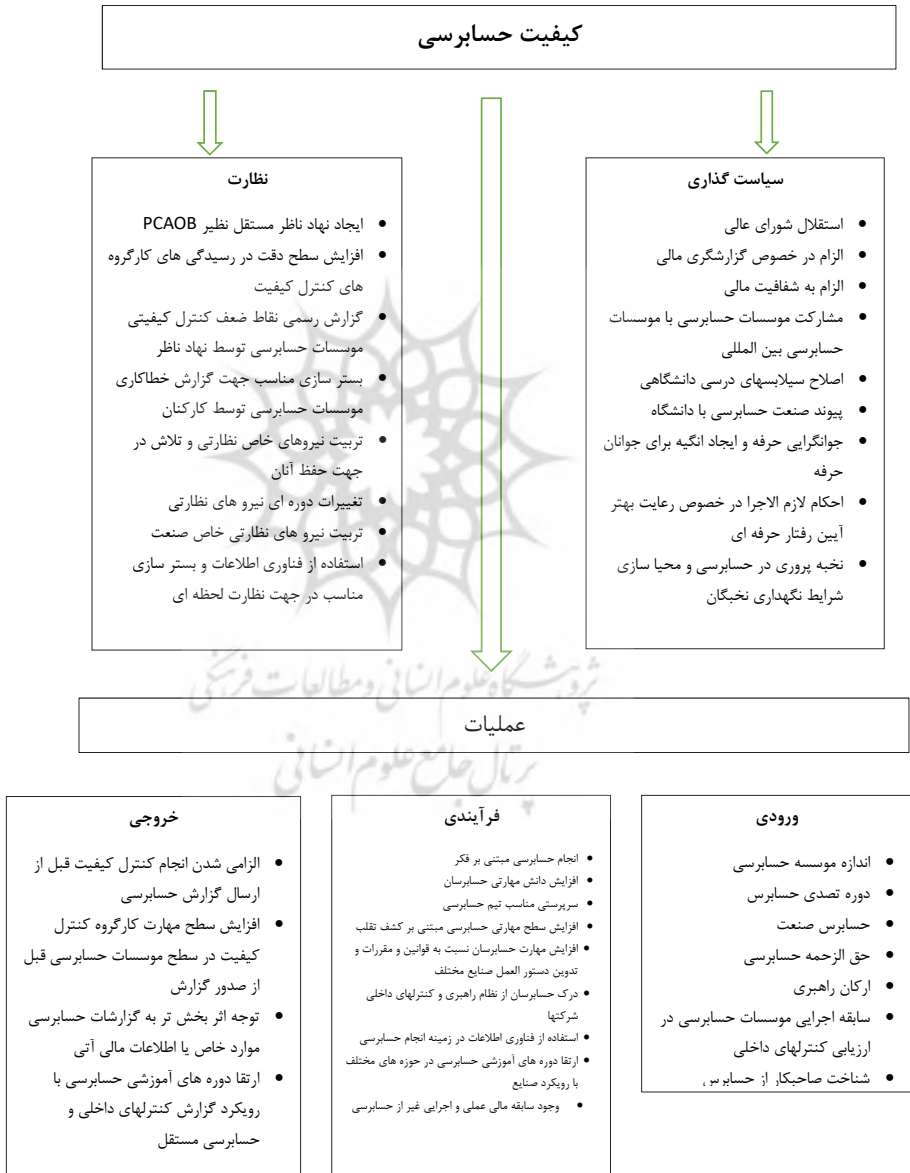 کیفیت حسابرسی
سیاست گذاری
• استقلال شورای عالی
• الزام در خصوص گزارشگری مالی
• الزام به شفافیت مالی
• مشارکت موسسات حسابرسی با موسسات
حسابرسی بین المللی
• اصلاح سیلابسهای درسی دانشگاهی
• پیوند صنعت حسابرسی با دانشگاه
• جوانگرایی حرفه و ایجاد انگیه برای جوانان
حرفه
• احکام لازم الاجرا در خصوص رعایت بهتر
آیین رفتار حرفه ای
• نخبه پروری در حسابرسی و محیا سازی
شرایط نگهداری نخبگان
نظارت
• ایجاد نهاد ناظر مستقل نظیر PCAOB
• افزایش سطح دقت در رسیدگی های کارگروه
های کنترل کیفیت
• گزارش رسمی نقاط ضعف کنترل کیفیتی
موسسات حسابرسی توسط نهاد ناظر
• بستر سازی مناسب جهت گزارش خطاکاری
موسسات حسابرسی توسط کارکنان
• تربیت نیروهای خاص نظارتی و تلاش در
جهت حفظ آنان
• تغییرات دوره ای نیرو های نظارتی
• تربیت نیرو های نظارتی خاص صنعت
• استفاده از فناوری اطلاعات و بستر سازی
مناسب در جهت نظارت لحظه ای
پژوهشگاه علوم انسانی و مطالعات فرهنگی
عملیات
پرتال جامع علوم انسانی
ورودی
• اندازه موسسه حسابرسی
• دوره تصدی حسابرس
• حسابرس صنعت
• حق الزحمه حسابرسی
• ارکان راهبری
• سابقه اجرایی موسسات حسابرسی در
ارزیابی کنترلهای داخلی
• شناخت صاحبکار از حسابرس
فرآیندی
• انجام حسابرسی مبتنی بر فکر
• افزایش دانش مهارتی حسابرسان
• سرپرستی مناسب تیم حسابرسی
• افزایش سطح مهارتی حسابرسی مبتنی بر کشف تقلب
• افزایش مهارت حسابرسان نسبت به قوانین و مقررات و
تدوین دستور العمل صنایع مختلف
• درک حسابرسان از نظام راهبری و کنترلهای داخلی
شرکتها
• استفاده از فناوری اطلاعات در زمینه انجام حسابرسی
• ارتقا دوره های آموزشی حسابرسی در حوزه های مختلف
با رویکرد صنایع
• وجود سابقه مالی عملی و اجرایی غیر از حسابرسی
خروجی
• الزامی شدن انجام کنترل کیفیت قبل از
ارسال گزارش حسابرسی
• افزایش سطح مهارت کارگروه کنترل
کیفیت در سطح موسسات حسابرسی قبل
از صدور گزارش
• توجه اثر بخش تر به گزارشات حسابرسی
موارد خاص یا اطلاعات مالی آتی
• ارتقا دوره های آموزشی حسابرسی با
رویکرد گزارش کنترلهای داخلی و
حسابرسی مستقل